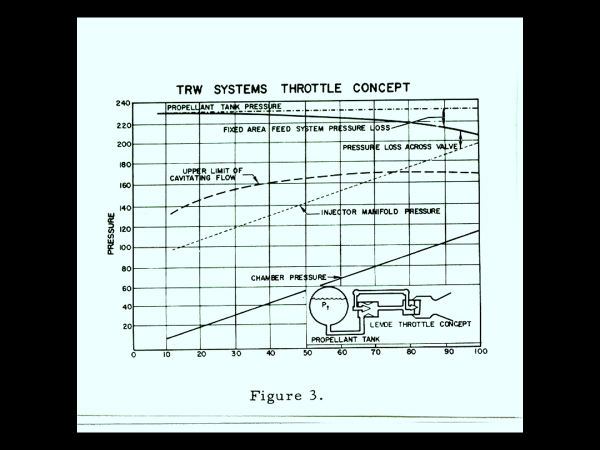 TRW SYSTEMS THROTTLE CONCEPT
240
PROPELLANT TANK PRESSURE
220
FIXED AREA FEED SYSTEM PRESSURE LOSS
200
PRESSURE LOSS ACROSS VALVE
180
UPPER LIMIT OF
CAVITATING FLOW
160
140
INJECTOR MANIFOLD PRESSURE
120
PRESSURE
100
80
CHAMBER PRESSURE
60
Pt
40
20
LEMDE THROTTLE CONCEPT
PROPELLANT TANK
0 10 20 30 40 50 60 70 80 90 100
Figure 3.